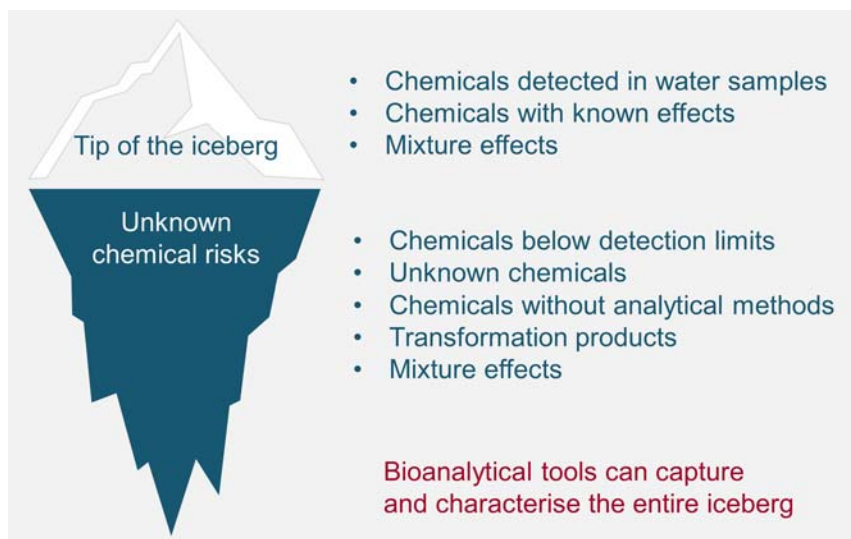 Tip of the iceberg
• Chemicals detected in water samples
• Chemicals with known effects
• Mixture effects
Unknown
chemical risks
• Chemicals below detection limits
• Unknown chemicals
• Chemicals without analytical methods
• Transformation products
• Mixture effects
Bioanalytical tools can capture
and characterise the entire iceberg